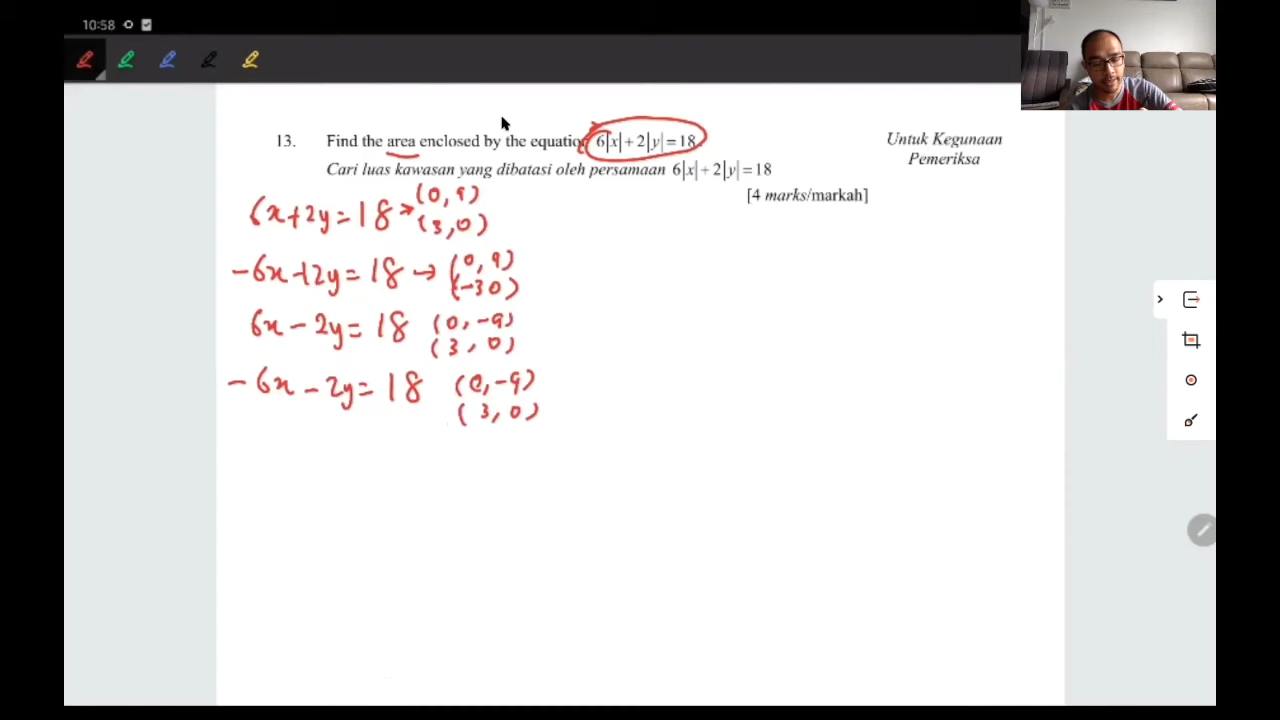 10:58
13. Find the area enclosed by the equation 6|x|+2|y|=18.
Untuk Kegunaan
Pemeriksa
Cari luas kawasan yang dibatasi oleh persamaan 6|x|+2|y|=18
[4 marks/markah]
6x+2y=18→(0,9)
(3,0)
-6x+2y=18→(0,9)
(-3 0)
6x-2y=18 (0,-9)
(3,0)
-6x-2y=18 (0,-9)
(3,0)